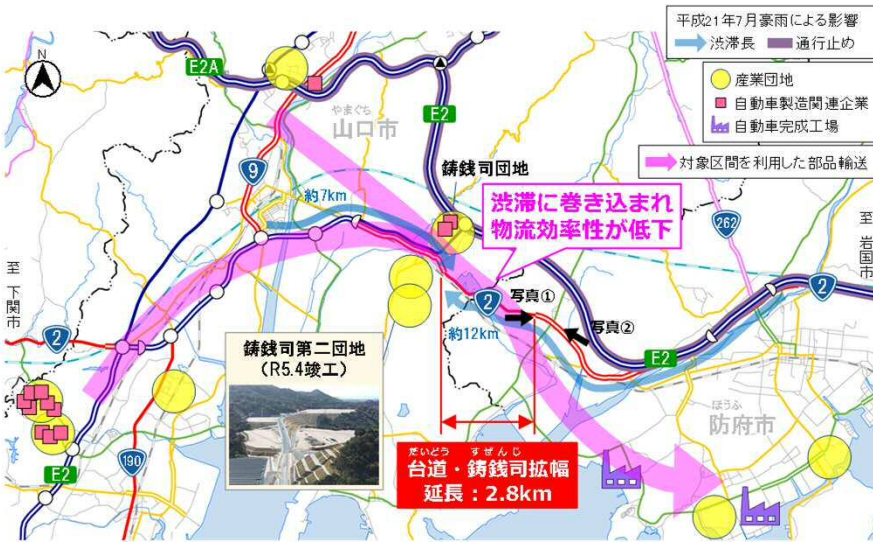 平成21年7月豪雨による影響
渋滞長
通行止め
産業団地
自動車製造関連企業
自動車完成工場
対象区間を利用した部品輸送
N
E2A
やまぐち
山口市
E2
鋳銭司団地
9
約7km
渋滞に巻き込まれ
物流効率性が低下
262
至 岩国市
至 下関市
2
2
写真①
写真②
2
約12km
E2
鋳銭司第二団地
(R5.4竣工)
ほうふ
防府市
190
E2
だいどう すぜんじ
台道・鋳銭司拡幅
延長:2.8km